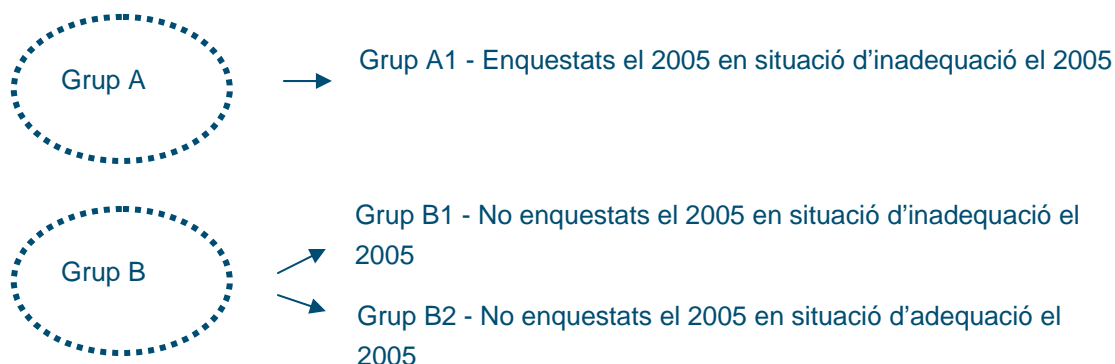 Grup A
Grup A1 - Enquestats el 2005 en situació d’inadequació el 2005
Grup B
Grup B1 - No enquestats el 2005 en situació d’inadequació el
2005
Grup B2 - No enquestats el 2005 en situació d’adequació el
2005